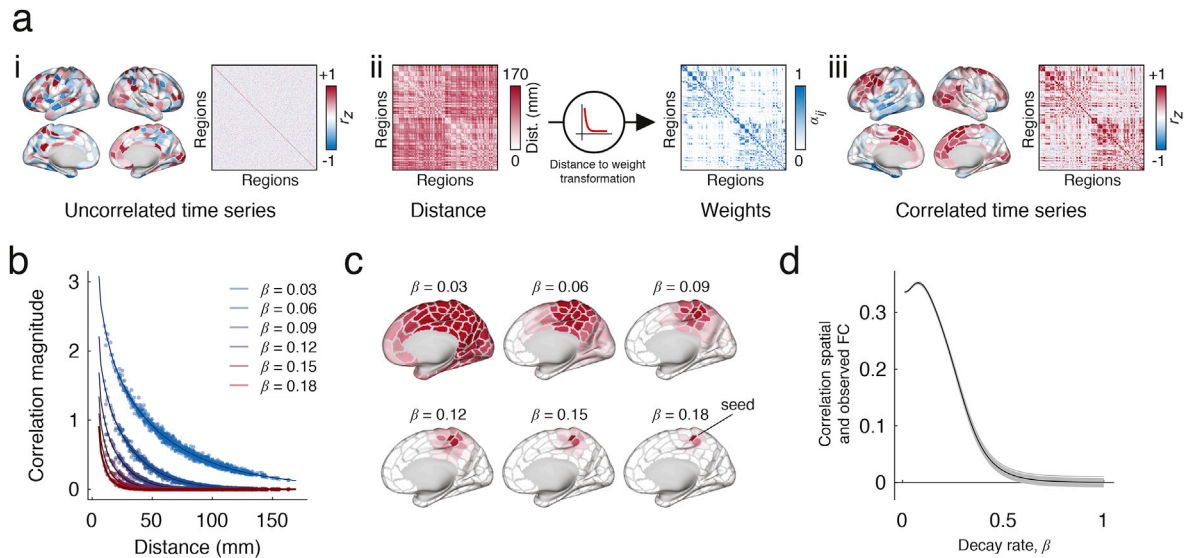 a
i
Regions
Regions
+1
r_z
-1
Uncorrelated time series
ii
Regions
Regions
170
Dist. (mm)
0
Distance
Distance to weight
transformation
Regions
Regions
1
α_ij
0
Weights
iii
Regions
Regions
+1
r_z
-1
Correlated time series
b
Correlation magnitude
3
2
1
0
0 50 100 150
Distance (mm)
β = 0.03
β = 0.06
β = 0.09
β = 0.12
β = 0.15
β = 0.18
c
β = 0.03 β = 0.06 β = 0.09
β = 0.12 β = 0.15 β = 0.18
seed
d
Correlation spatial
and observed FC
0.3
0.2
0.1
0
0 0.5 1
Decay rate, β